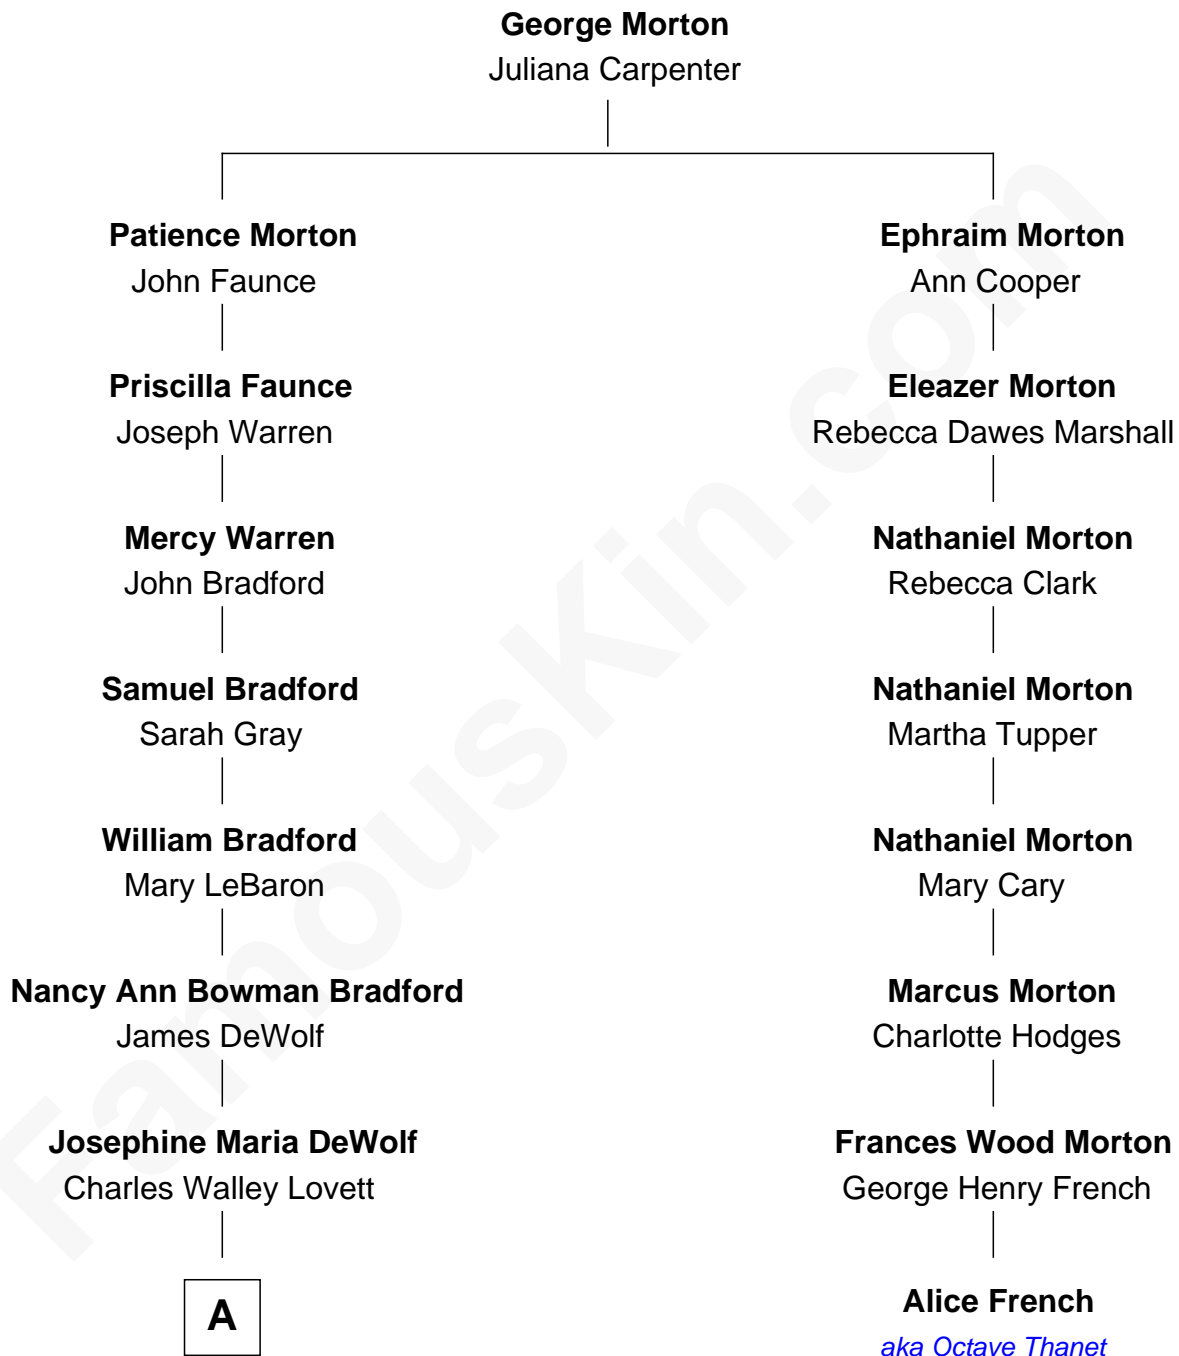 George Morton
Juliana Carpenter
Patience Morton
John Faunce
Ephraim Morton
Ann Cooper
Priscilla Faunce
Joseph Warren
Eleazer Morton
Rebecca Dawes Marshall
Mercy Warren
John Bradford
Nathaniel Morton
Rebecca Clark
Samuel Bradford
Sarah Gray
Nathaniel Morton
Martha Tupper
William Bradford
Mary LeBaron
Nathaniel Morton
Mary Cary
Nancy Ann Bowman Bradford
James DeWolf
Marcus Morton
Charlotte Hodges
Josephine Maria DeWolf
Charles Walley Lovett
Frances Wood Morton
George Henry French
A
Alice French
aka Octave Thanet
FamousKin.com